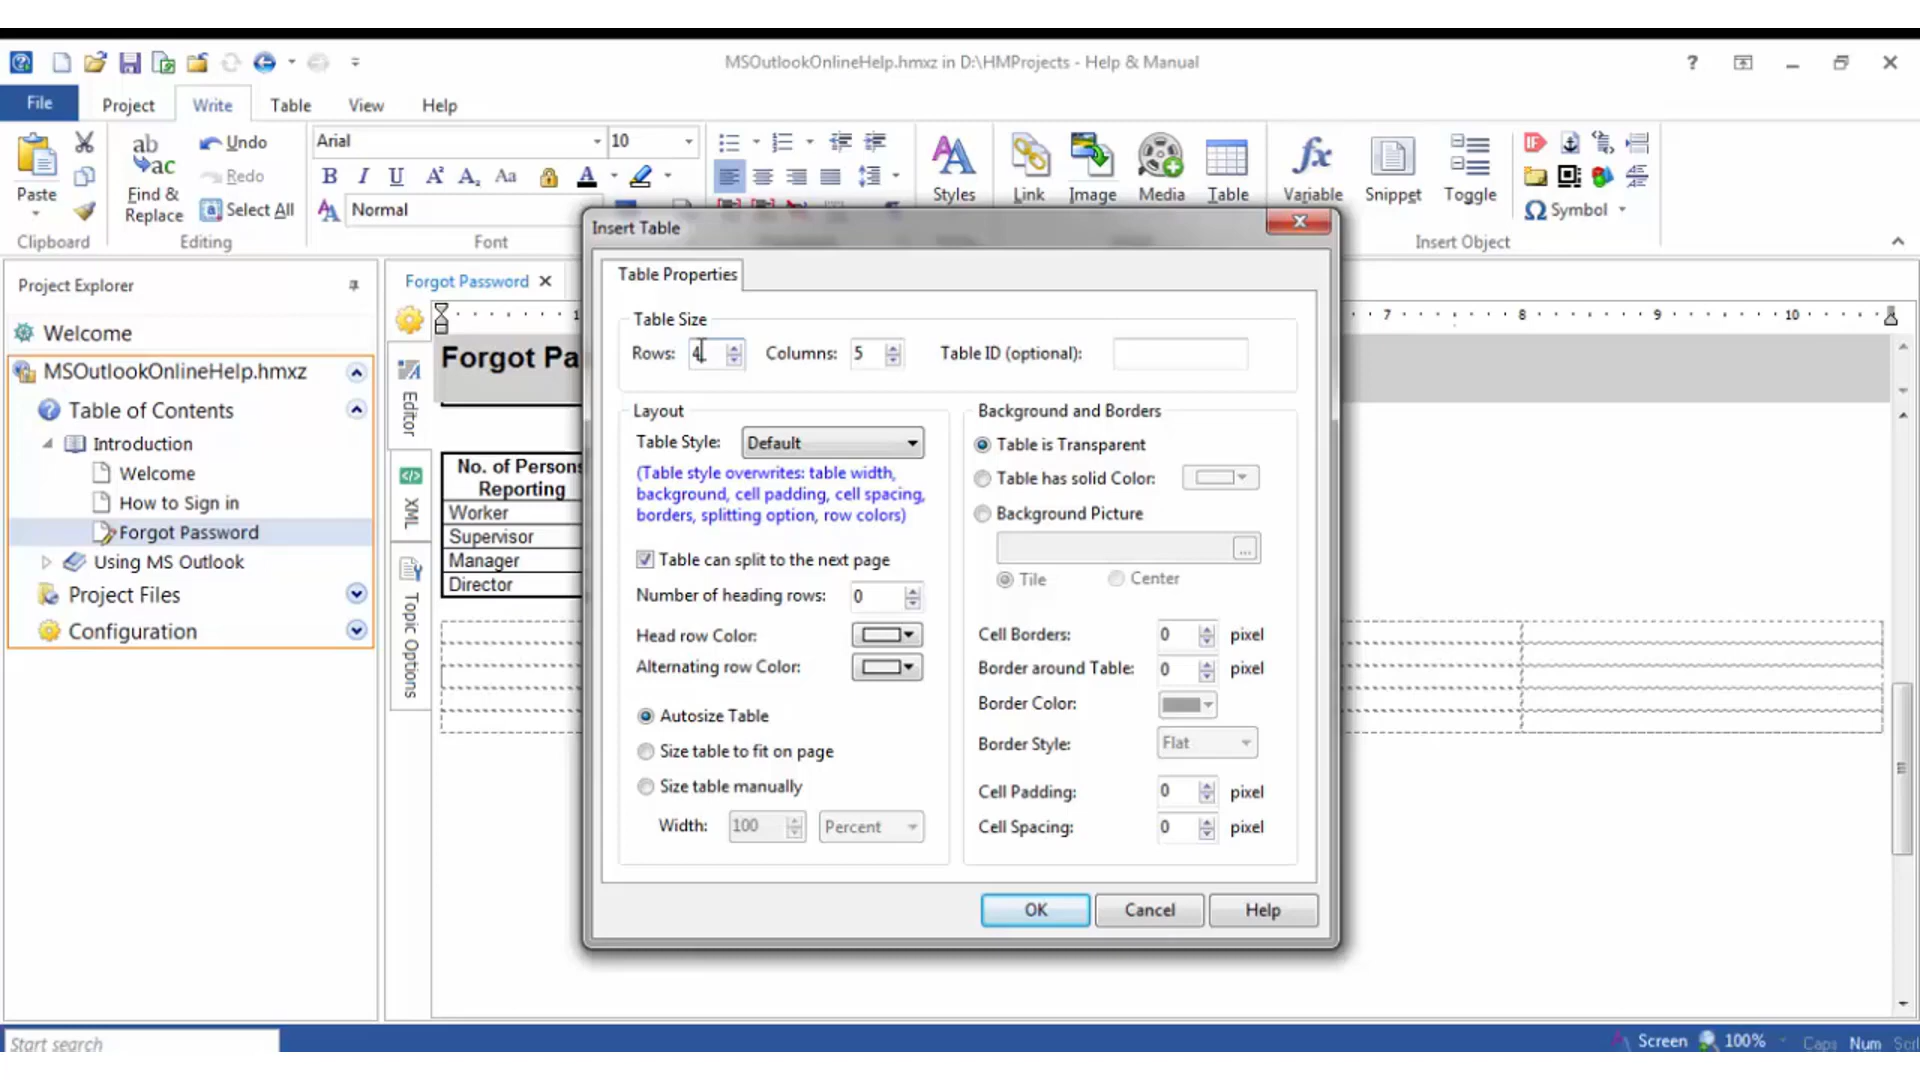 MSOutlookOnlineHelp.hmxz in D:\HMProjects - Help & Manual
File Project Write Table View Help
Paste
Clipboard
ab
ac
Find &
Replace
Undo
Redo
Select All
Editing
Arial 10
B I U A A Aa A
Normal
Font
Styles
Link Image Media Table
Variable Snippet Toggle
IF
Symbol
Insert Object
Project Explorer
Welcome
MSOutlookOnlineHelp.hmxz
Table of Contents
Introduction
Welcome
How to Sign in
Forgot Password
Using MS Outlook
Project Files
Configuration
Forgot Password
Editor
XML
Topic Options
7 8 9 10
Forgot Pa
No. of Persons
Reporting
Worker
Supervisor
Manager
Director
Insert Table
Table Properties
Table Size
Rows: 4 Columns: 5 Table ID (optional):
Layout
Table Style: Default
(Table style overwrites: table width,
background, cell padding, cell spacing,
borders, splitting option, row colors)
Table can split to the next page
Number of heading rows: 0
Head row Color:
Alternating row Color:
Autosize Table
Size table to fit on page
Size table manually
Width: 100 Percent
Background and Borders
Table is Transparent
Table has solid Color:
Background Picture
...
Tile Center
Cell Borders: 0 pixel
Border around Table: 0 pixel
Border Color:
Border Style: Flat
Cell Padding: 0 pixel
Cell Spacing: 0 pixel
OK Cancel Help
Start search
Screen 100% Caps Num Scrl